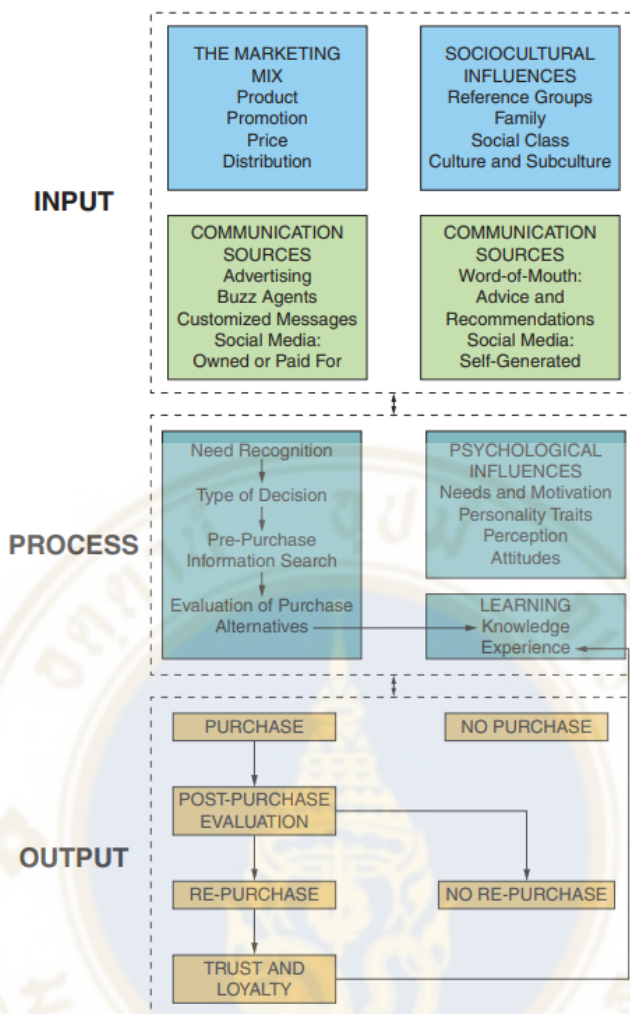 INPUT
THE MARKETING
MIX
Product
Promotion
Price
Distribution
SOCIOCULTURAL
INFLUENCES
Reference Groups
Family
Social Class
Culture and Subculture
COMMUNICATION
SOURCES
Advertising
Buzz Agents
Customized Messages
Social Media:
Owned or Paid For
COMMUNICATION
SOURCES
Word-of-Mouth:
Advice and
Recommendations
Social Media:
Self-Generated
PROCESS
Need Recognition
Type of Decision
Pre-Purchase
Information Search
Evaluation of Purchase
Alternatives
PSYCHOLOGICAL
INFLUENCES
Needs and Motivation
Personality Traits
Perception
Attitudes
LEARNING
Knowledge
Experience
OUTPUT
PURCHASE
NO PURCHASE
POST-PURCHASE
EVALUATION
RE-PURCHASE
NO RE-PURCHASE
TRUST AND
LOYALTY